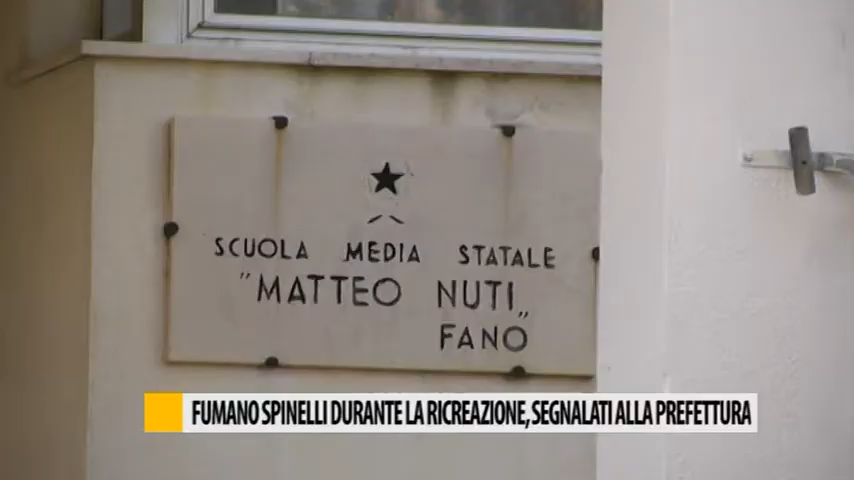 SCUOLA MEDIA STATALE
"MATTEO NUTI„
FANO
FUMANO SPINELLI DURANTE LA RICREAZIONE, SEGNALATI ALLA PREFETTURA